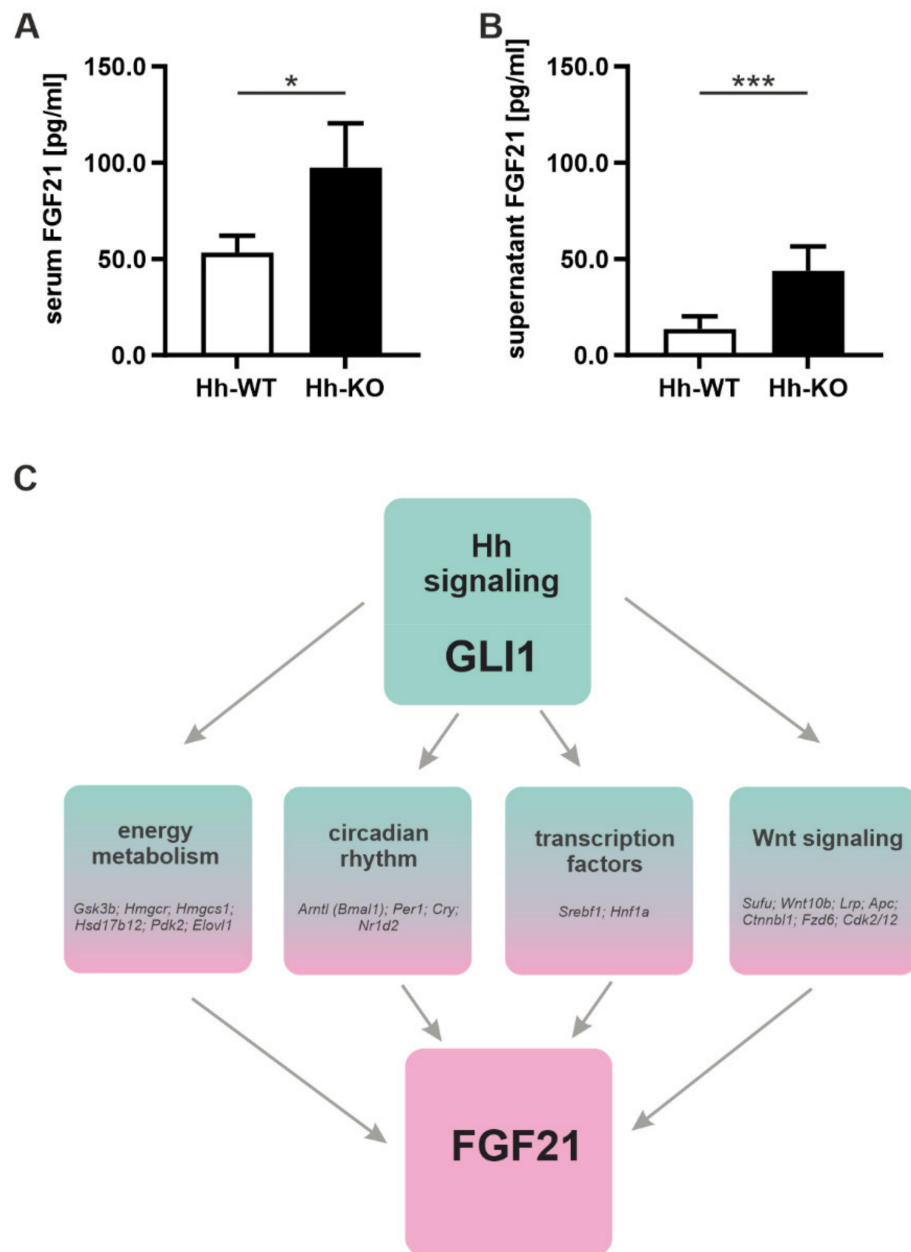 A
serum FGF21 [pg/ml]
150.0
100.0
50.0
0.0
*
Hh-WT Hh-KO
B
supernatant FGF21 [pg/ml]
150.0
100.0
50.0
0.0
***
Hh-WT Hh-KO
C
Hh
signaling
GLI1
energy
metabolism
Gsk3b; Hmgcr; Hmgcs1;
Hsd17b12; Pdk2; Elovl1
circadian
rhythm
Arntl (Bmal1); Per1; Cry;
Nr1d2
transcription
factors
Srebf1; Hnf1a
Wnt signaling
Sufu; Wnt10b; Lrp; Apc;
Ctnnbl1; Fzd6; Cdk2/12
FGF21